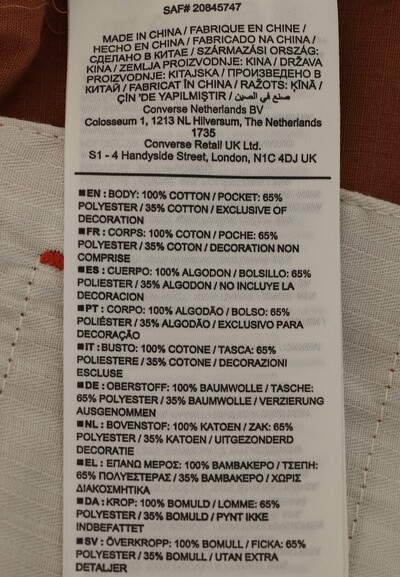 SAF# 20845747
MADE IN CHINA / FABRIQUE EN CHINE /
HECHO EN CHINA / FABRICADO NA CHINA /
СДЕЛАНО В КИТАЕ / SZÁRMAZÁSI ORSZÁG:
KINA / ZEMLJA PROIZVODNJE: KINA / DRŽAVA
PROIZVODNJE: KITAJSKA / ПРОИЗВЕДЕНО В
КИТАЙ / FABRICAT ÎN CHINA / RAŽOTS: ĶĪNĀ /
ÇİN 'DE YAPILMIŞTIR / صنع في الصين
Converse Netherlands BV
Colosseum 1, 1213 NL Hilversum, The Netherlands
1735
Converse Retail UK Ltd.
S1 - 4 Handyside Street, London, N1C 4DJ UK
■EN : BODY: 100% COTTON / POCKET: 65%
POLYESTER / 35% COTTON / EXCLUSIVE OF
DECORATION
■FR : CORPS: 100% COTON / POCHE: 65%
POLYESTER / 35% COTON / DECORATION NON
COMPRISE
■ES : CUERPO: 100% ALGODON / BOLSILLO: 65%
POLIESTER / 35% ALGODON / NO INCLUYE LA
DECORACION
■PT : CORPO: 100% ALGODÃO / BOLSO: 65%
POLIÉSTER / 35% ALGODÃO / EXCLUSIVO PARA
DECORAÇÃO
■IT : BUSTO: 100% COTONE / TASCA: 65%
POLIESTERE / 35% COTONE / DECORAZIONI
ESCLUSE
■DE : OBERSTOFF: 100% BAUMWOLLE / TASCHE:
65% POLYESTER / 35% BAUMWOLLE / VERZIERUNG
AUSGENOMMEN
■NL : BOVENSTOF: 100% KATOEN / ZAK: 65%
POLYESTER / 35% KATOEN / UITGEZONDERD
DECORATIE
■EL : ΕΠΑΝΩ ΜΕΡΟΣ: 100% ΒΑΜΒΑΚΕΡΟ / ΤΣΕΠΗ:
65% ΠΟΛΥΕΣΤΕΡΑΣ / 35% ΒΑΜΒΑΚΕΡΟ / ΧΩΡΙΣ
ΔΙΑΚΟΣΜΗΤΙΚΑ
■DA : KROP: 100% BOMULD / LOMME: 65%
POLYESTER / 35% BOMULD / PYNT IKKE
INDBEFATTET
■SV : ÖVERKROPP: 100% BOMULL / FICKA: 65%
POLYESTER / 35% BOMULL / UTAN EXTRA
DETALJER